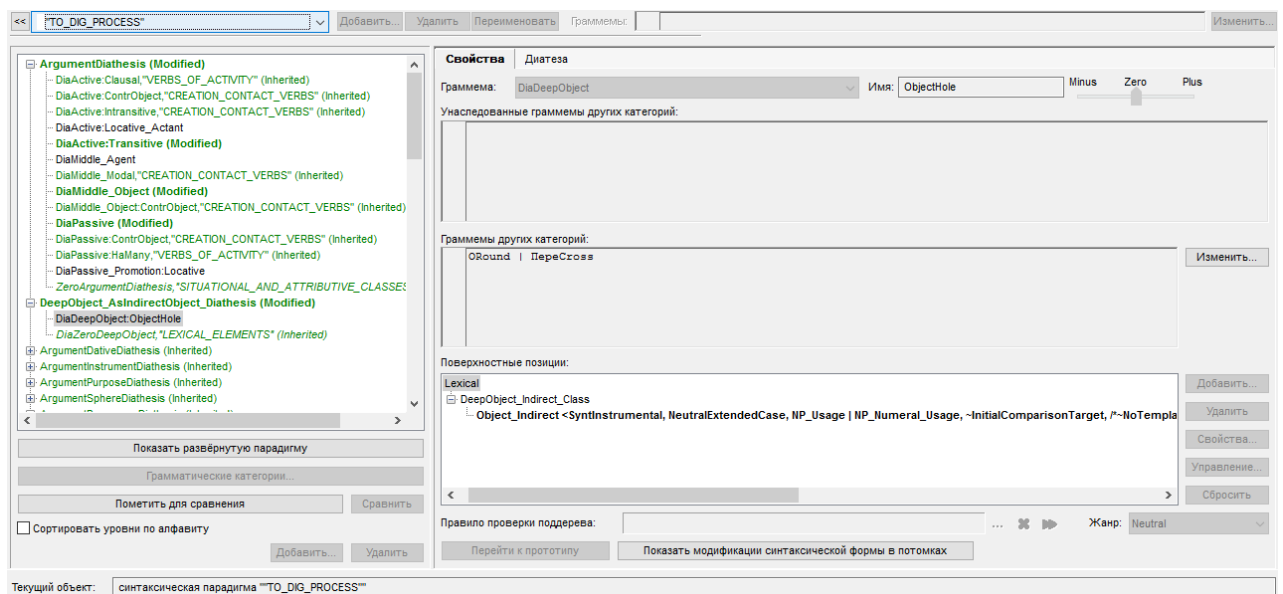 << "TO_DIG_PROCESS" Добавить... Удалить Переименовать Граммемы: Изменить...
ArgumentDiathesis (Modified)
DiaActive:Clausal,"VERBS_OF_ACTIVITY" (Inherited)
DiaActive:ContrObject,"CREATION_CONTACT_VERBS" (Inherited)
DiaActive:Intransitive,"CREATION_CONTACT_VERBS" (Inherited)
DiaActive:Locative_Actant
DiaActive:Transitive (Modified)
DiaMiddle_Agent
DiaMiddle_Modal,"CREATION_CONTACT_VERBS" (Inherited)
DiaMiddle_Object (Modified)
DiaMiddle_Object:ContrObject,"CREATION_CONTACT_VERBS" (Inherited)
DiaPassive (Modified)
DiaPassive:ContrObject,"CREATION_CONTACT_VERBS" (Inherited)
DiaPassive:HaMany,"VERBS_OF_ACTIVITY" (Inherited)
DiaPassive_Promotion:Locative
ZeroArgumentDiathesis,"SITUATIONAL_AND_ATTRIBUTIVE_CLASSES
DeepObject_AsIndirectObject_Diathesis (Modified)
DiaDeepObject:ObjectHole
DiaZeroDeepObject,"LEXICAL_ELEMENTS" (Inherited)
ArgumentDativeDiathesis (Inherited)
ArgumentInstrumentDiathesis (Inherited)
ArgumentPurposeDiathesis (Inherited)
ArgumentSphereDiathesis (Inherited)
Показать развёрнутую парадигму
Грамматические категории...
Пометить для сравнения Сравнить
Сортировать уровни по алфавиту
Добавить... Удалить
Свойства Диатеза
Граммема: DiaDeepObject Имя: ObjectHole Minus Zero Plus
Унаследованные граммемы других категорий:
Граммемы других категорий:
ORound | ПереCross
Изменить...
Поверхностные позиции:
Lexical
DeepObject_Indirect_Class
Object_Indirect <SyntInstrumental, NeutralExtendedCase, NP_Usage | NP_Numeral_Usage, ~InitialComparisonTarget, /*~NoTempla
Добавить...
Удалить
Свойства...
Управление...
Сбросить
Правило проверки поддерева: ... Жанр: Neutral
Перейти к прототипу Показать модификации синтаксической формы в потомках
Текущий объект: синтаксическая парадигма ""TO_DIG_PROCESS""